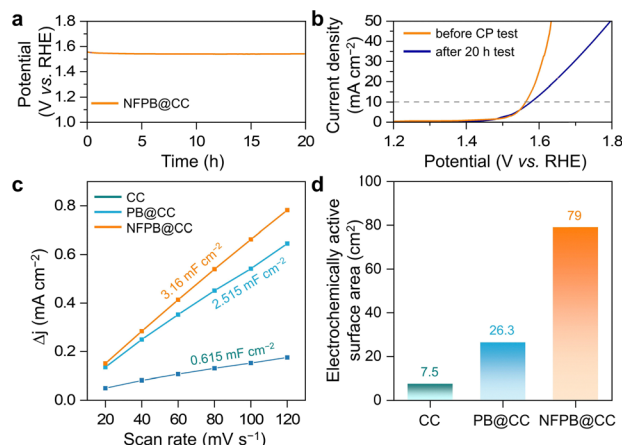 a
Potential
(V vs. RHE)
1.8
1.6
1.4
1.2
1.0
NFPB@CC
0
5
10
15
20
Time (h)
b
Current density
(mA cm⁻²)
50
40
30
20
10
0
before CP test
after 20 h test
1.2
1.4
1.6
1.8
Potential (V vs. RHE)
c
Δj (mA cm⁻²)
0.8
0.6
0.4
0.2
0.0
CC
PB@CC
NFPB@CC
3.16 mF cm⁻²
2.515 mF cm⁻²
0.615 mF cm⁻²
20
40
60
80
100
120
Scan rate (mV s⁻¹)
d
Electrochemically active
surface area (cm²)
100
80
60
40
20
0
7.5
26.3
79
CC
PB@CC
NFPB@CC